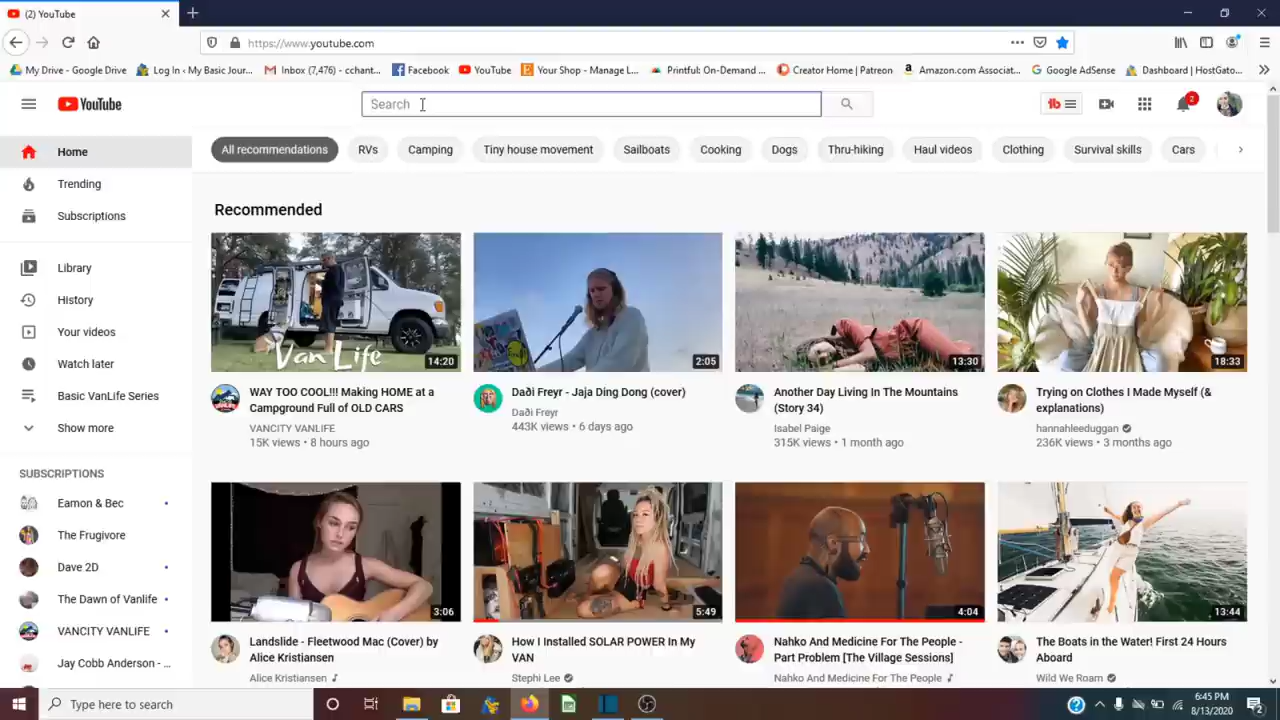 (2) YouTube
https://www.youtube.com
My Drive - Google Drive
Log In ‹ My Basic Jour...
Inbox (7,476) - cchant...
Facebook
YouTube
Your Shop - Manage L...
Printful: On-Demand ...
Creator Home | Patreon
Amazon.com Associat...
Google AdSense
Dashboard | HostGato...
YouTube
Search
tb
2
Home
Trending
Subscriptions
Library
History
Your videos
Watch later
Basic VanLife Series
Show more
SUBSCRIPTIONS
Eamon & Bec
The Frugivore
Dave 2D
The Dawn of Vanlife
VANCITY VANLIFE
Jay Cobb Anderson - ...
All recommendations
RVs
Camping
Tiny house movement
Sailboats
Cooking
Dogs
Thru-hiking
Haul videos
Clothing
Survival skills
Cars
Recommended
Van Life
14:20
WAY TOO COOL!!! Making HOME at a
Campground Full of OLD CARS
VANCITY VANLIFE
15K views • 8 hours ago
2:05
Daði Freyr - Jaja Ding Dong (cover)
Daði Freyr
443K views • 6 days ago
13:30
Another Day Living In The Mountains
(Story 34)
Isabel Paige
315K views • 1 month ago
18:33
Trying on Clothes I Made Myself (&
explanations)
hannahleeduggan
236K views • 3 months ago
3:06
Landslide - Fleetwood Mac (Cover) by
Alice Kristiansen
Alice Kristiansen
5:49
How I Installed SOLAR POWER In My
VAN
Stephi Lee
4:04
Nahko And Medicine For The People -
Part Problem [The Village Sessions]
Nahko And Medicine For The People
13:44
The Boats in the Water! First 24 Hours
Aboard
Wild We Roam
Type here to search
6:45 PM
8/13/2020
2